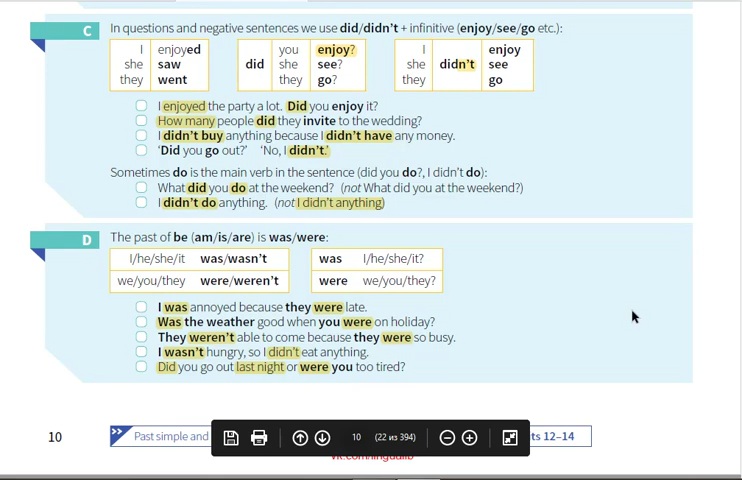 C In questions and negative sentences we use did/didn't + infinitive (enjoy/see/go etc.):
I enjoyed you enjoy? I enjoy
she saw did she see? she didn't see
they went they go? they go
I enjoyed the party a lot. Did you enjoy it?
How many people did they invite to the wedding?
I didn't buy anything because I didn't have any money.
'Did you go out?' 'No, I didn't.'
Sometimes do is the main verb in the sentence (did you do?, I didn't do):
What did you do at the weekend? (not What did you at the weekend?)
I didn't do anything. (not I didn't anything)
D The past of be (am/is/are) is was/were:
I/he/she/it was/wasn't was I/he/she/it?
we/you/they were/weren't were we/you/they?
I was annoyed because they were late.
Was the weather good when you were on holiday?
They weren't able to come because they were so busy.
I wasn't hungry, so I didn't eat anything.
Did you go out last night or were you too tired?
10 Past simple and ts 12–14
10 (22 из 394)
vk.com/lingualib